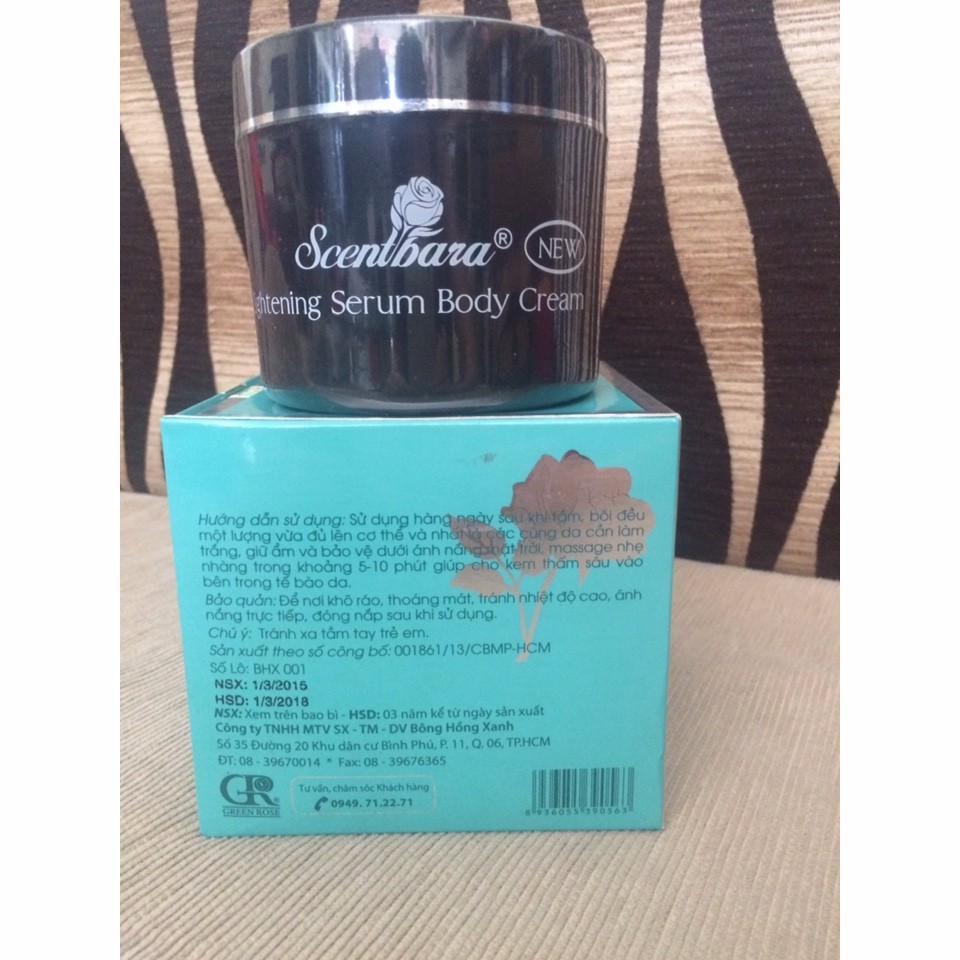 Scentbara® NEW
ghtening Serum Body Cream
Hướng dẫn sử dụng: Sử dụng hàng ngày sau khi tắm, bôi đều
một lượng vừa đủ lên cơ thể và những các cùng da cần làm
trắng, giữ ẩm và bảo vệ dưới ánh nắng mặt trời, massage nhẹ
nhàng trong khoảng 5-10 phút giúp cho kem thấm sâu vào
bên trong tế bào da.
Bảo quản: Để nơi khô ráo, thoáng mát, tránh nhiệt độ cao, ánh
nắng trực tiếp, đóng nắp sau khi sử dụng.
Chú ý: Tránh xa tầm tay trẻ em.
Sản xuất theo số công bố: 001861/13/CBMP-HCM
Số Lô: BHX 001
NSX: 1/3/2015
HSD: 1/3/2018
NSX: Xem trên bao bì - HSD: 03 năm kể từ ngày sản xuất
Công ty TNHH MTV SX - TM - DV Bông Hồng Xanh
Số 35 Đường 20 Khu dân cư Bình Phú, P. 11, Q. 06, TP.HCM
ĐT: 08 - 39670014 * Fax: 08 - 39676365
GR®
GREEN ROSE
Tư vấn, chăm sóc Khách hàng
0949. 71.22.71
8 936055 390563